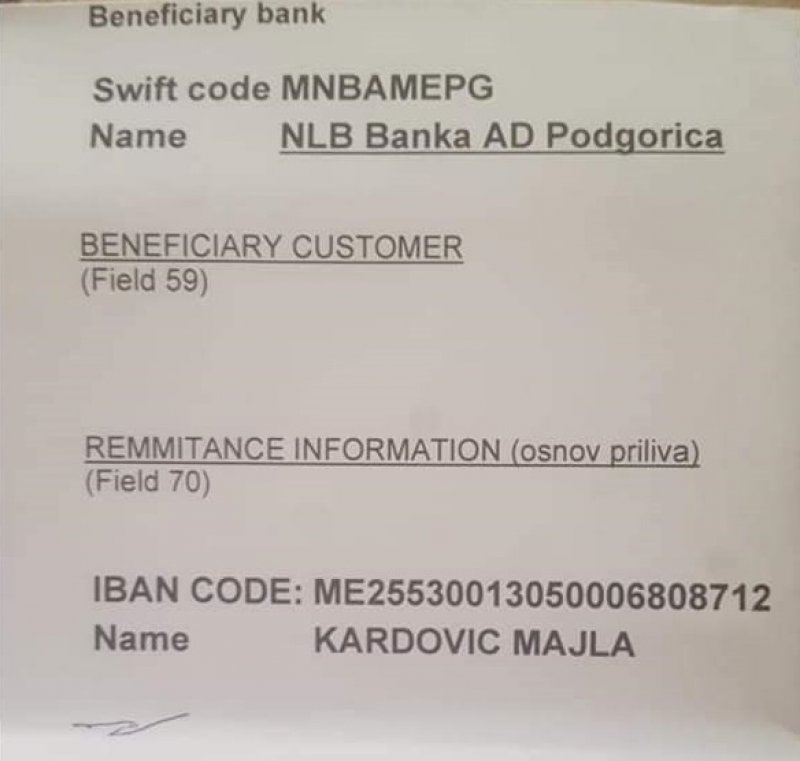 Beneficiary bank
Swift code MNBAMEPG
Name NLB Banka AD Podgorica
BENEFICIARY CUSTOMER
(Field 59)
REMMITANCE INFORMATION (osnov priliva)
(Field 70)
IBAN CODE: ME25530013050006808712
Name KARDOVIC MAJLA